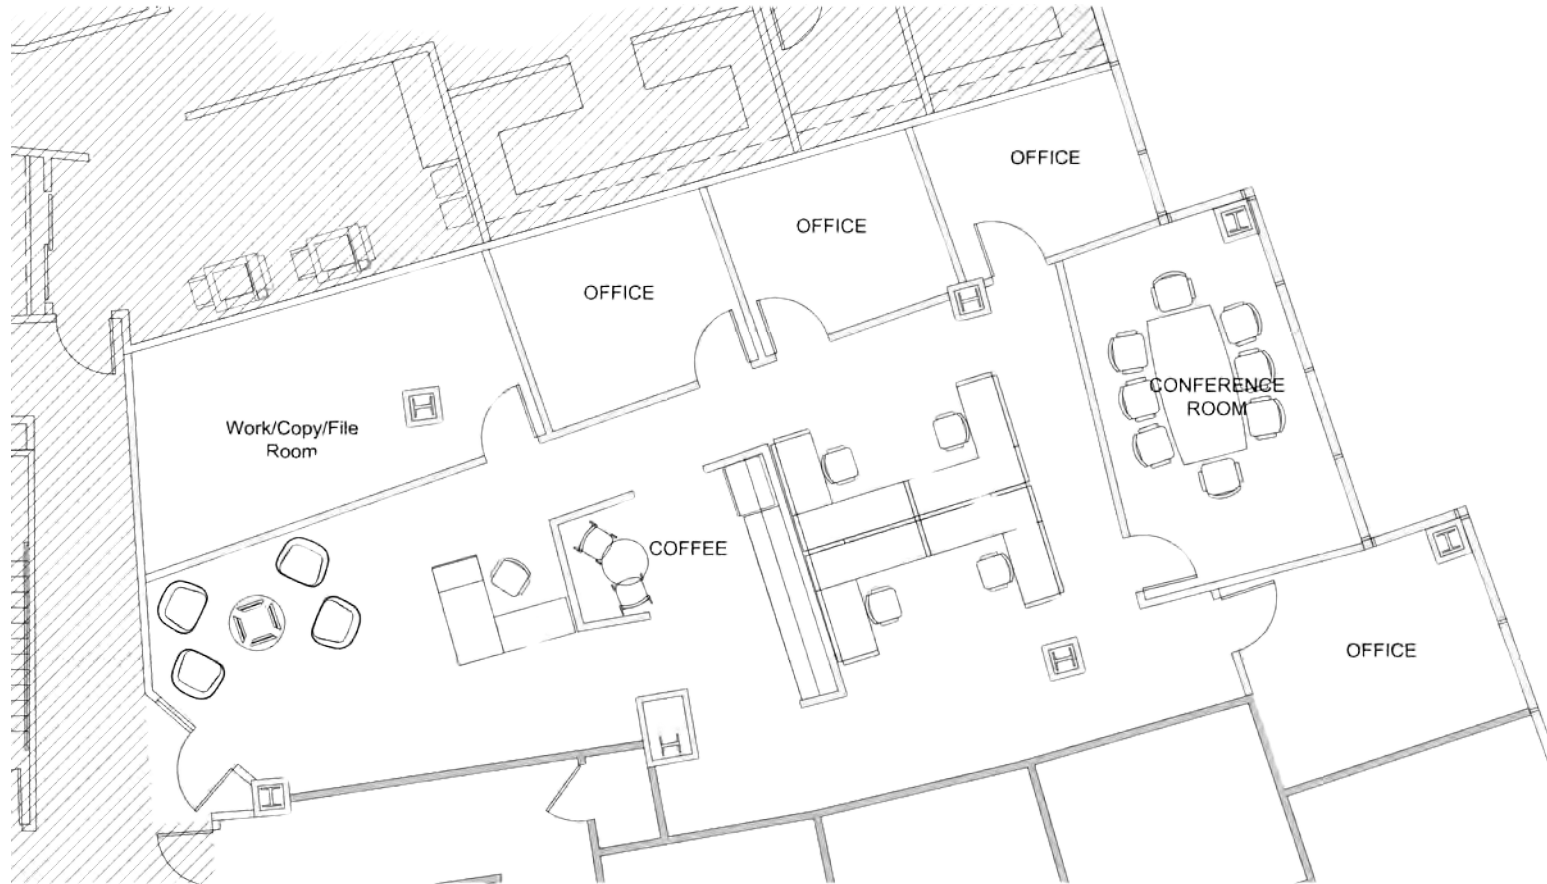 OFFICE
OFFICE
OFFICE
CONFERENCE
ROOM
Work/Copy/File
Room
COFFEE
OFFICE